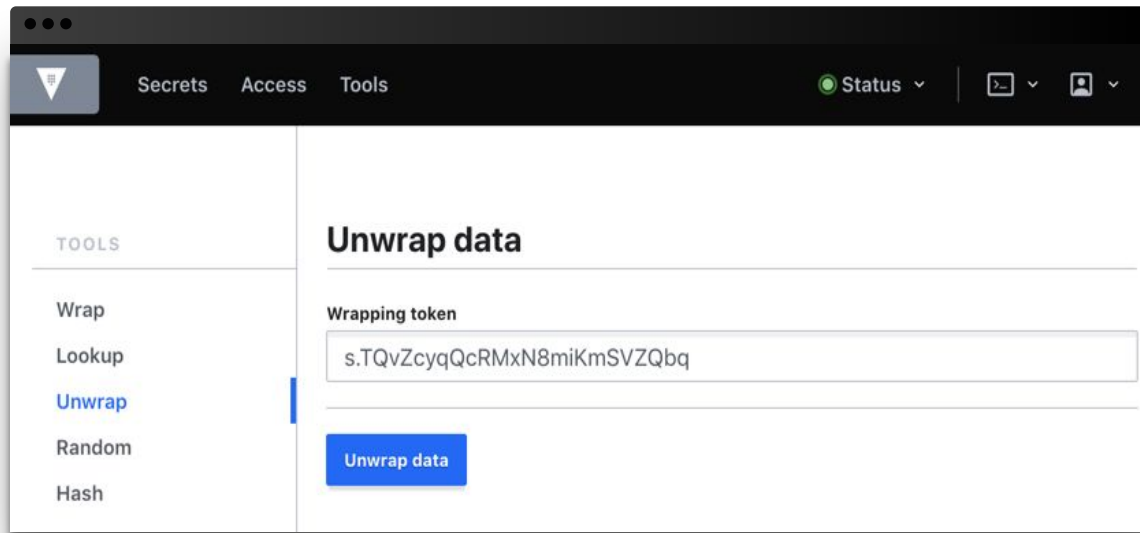 Secrets Access Tools Status
TOOLS
Wrap
Lookup
Unwrap
Random
Hash
Unwrap data
Wrapping token
s.TQvZcyqQcRMxN8miKmSVZQbq
Unwrap data